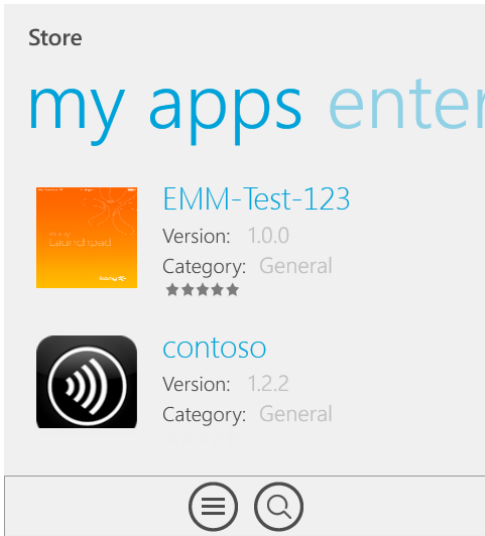 Store
my apps enter
EMM-Test-123
Version: 1.0.0
Category: General
Launchpad
contoso
Version: 1.2.2
Category: General